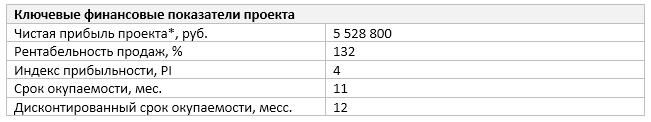 Ключевые финансовые показатели проекта
Чистая прибыль проекта*, руб. 5 528 800
Рентабельность продаж, % 132
Индекс прибыльности, PI 4
Срок окупаемости, мес. 11
Дисконтированный срок окупаемости, месс. 12